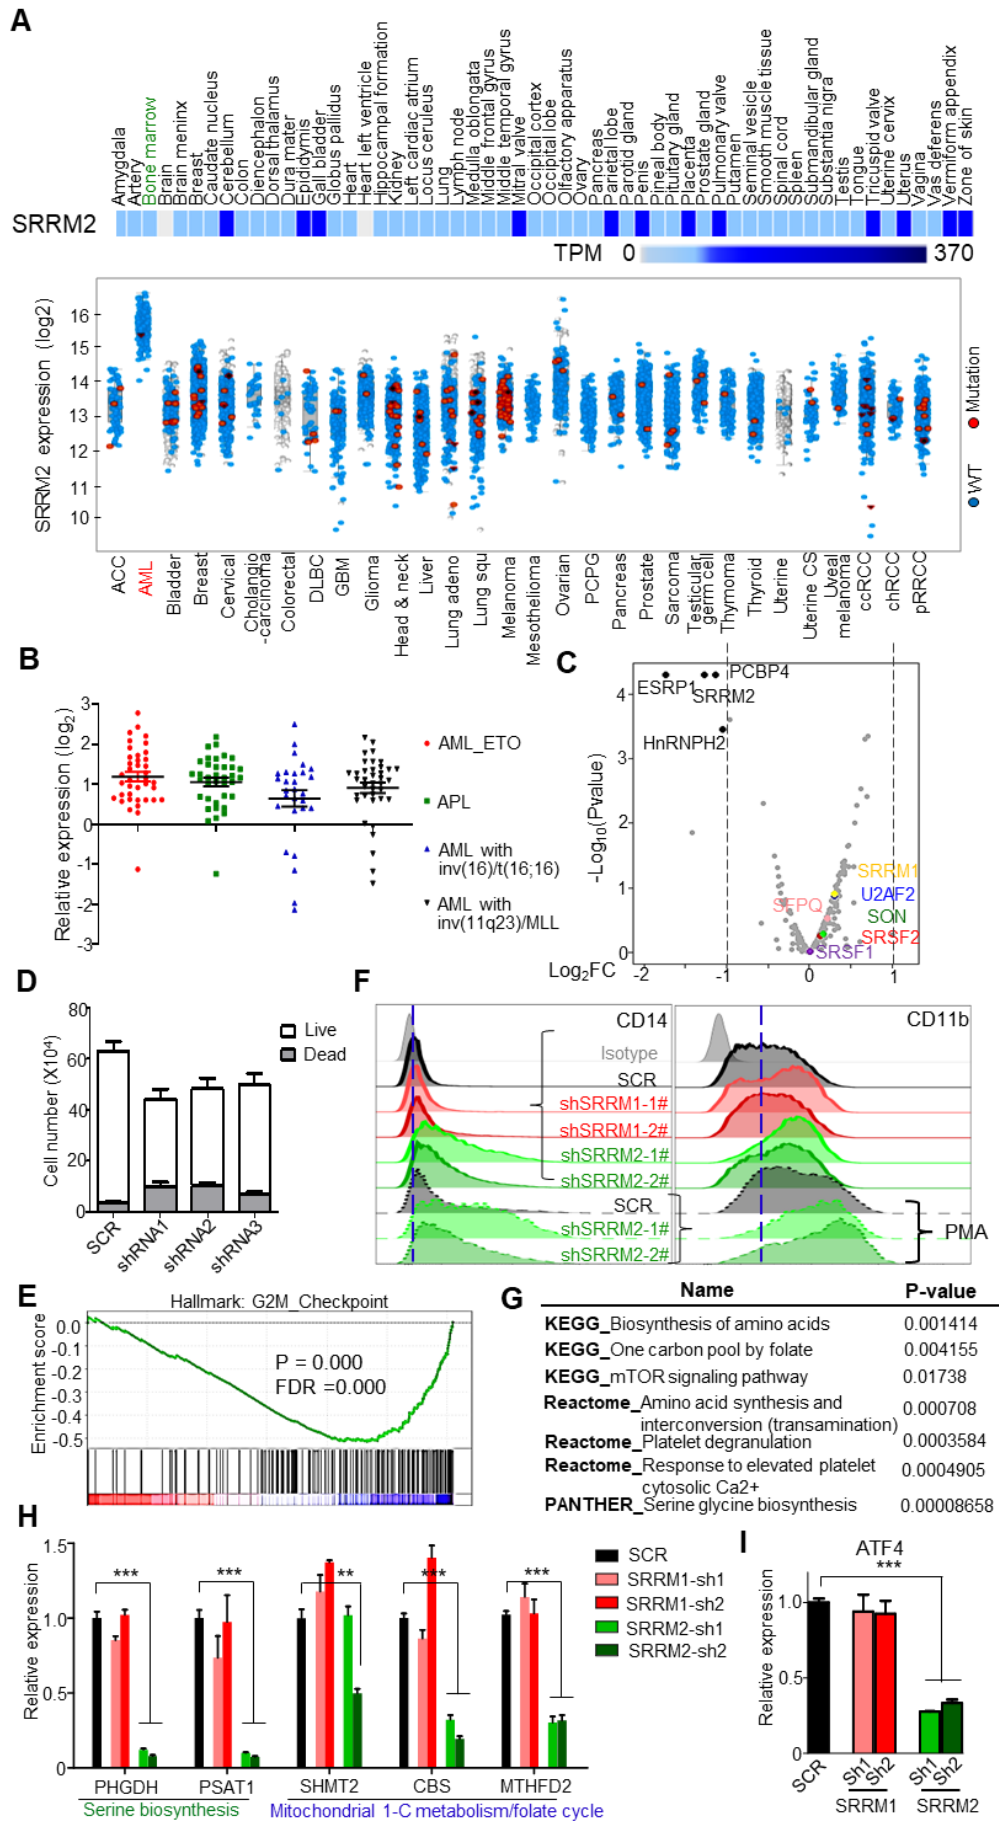 A
Amygdala
Artery
Bone marrow
Brain
Brain meninx
Breast
Caudate nucleus
Cerebellum
Colon
Diencephalon
Dorsal thalamus
Dura mater
Epididymis
Gall bladder
Globus pallidus
Heart
Heart left ventricle
Hippocampal formation
Kidney
Left cardiac atrium
Locus ceruleus
Lung
Lymph node
Medulla oblongata
Middle frontal gyrus
Middle temporal gyrus
Mitral valve
Occipital cortex
Occipital lobe
Olfactory apparatus
Ovary
Pancreas
Parietal lobe
Parotid gland
Penis
Pineal body
Pituitary gland
Placenta
Prostate gland
Pulmonary valve
Putamen
Seminal vesicle
Smooth muscle tissue
Spinal cord
Spleen
Submandibular gland
Substantia nigra
Testis
Tongue
Tricuspid valve
Uterine cervix
Uterus
Vagina
Vas deferens
Vermiform appendix
Zone of skin
SRRM2
TPM 0 370
SRRM2 expression (log2)
16
15
14
13
12
11
10
Mutation
WT
ACC
AML
Bladder
Breast
Cervical
Cholangio
-carcinoma
Colorectal
DLBC
GBM
Glioma
Head & neck
Liver
Lung adeno
Lung squ
Melanoma
Mesothelioma
Ovarian
PCPG
Pancreas
Prostate
Sarcoma
Testicular
germ cell
Thymoma
Thyroid
Uterine
Uterine CS
Uveal
melanoma
ccRCC
chRCC
pRRCC
B
Relative expression (log2)
3
2
1
0
-1
-2
-3
AML_ETO
APL
AML with
inv(16)/t(16;16)
AML with
inv(11q23)/MLL
C
-Log10(Pvalue)
4
3
2
1
0
ESRP1
PCBP4
SRRM2
HnRNPH2
SRRM1
U2AF2
SFPQ
SON
SRSF2
SRSF1
Log2FC
-2 -1 0 1
D
Cell number (X10⁴)
80
60
40
20
0
Live
Dead
SCR
shRNA1
shRNA2
shRNA3
F
CD14
CD11b
Isotype
SCR
shSRRM1-1#
shSRRM1-2#
shSRRM2-1#
shSRRM2-2#
SCR
shSRRM2-1#
shSRRM2-2#
PMA
E
Hallmark: G2M_Checkpoint
Enrichment score
0.0
-0.1
-0.2
-0.3
-0.4
-0.5
P = 0.000
FDR =0.000
G
Name P-value
KEGG_Biosynthesis of amino acids 0.001414
KEGG_One carbon pool by folate 0.004155
KEGG_mTOR signaling pathway 0.01738
Reactome_Amino acid synthesis and
interconversion (transamination) 0.000708
Reactome_Platelet degranulation 0.0003584
Reactome_Response to elevated platelet
cytosolic Ca2+ 0.0004905
PANTHER_Serine glycine biosynthesis 0.00008658
H
Relative expression
1.5
1.0
0.5
0
*** *** ** *** ***
SCR
SRRM1-sh1
SRRM1-sh2
SRRM2-sh1
SRRM2-sh2
PHGDH PSAT1 SHMT2 CBS MTHFD2
Serine biosynthesis Mitochondrial 1-C metabolism/folate cycle
I
ATF4
***
Relative expression
1.0
0.5
0
SCR
Sh1
Sh2
Sh1
Sh2
SRRM1 SRRM2